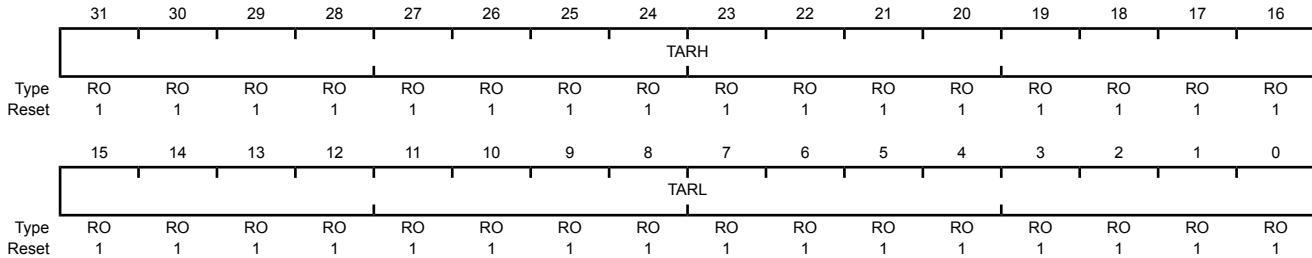 31 30 29 28 27 26 25 24 23 22 21 20 19 18 17 16
TARH
Type RO RO RO RO RO RO RO RO RO RO RO RO RO RO RO RO
Reset 1 1 1 1 1 1 1 1 1 1 1 1 1 1 1 1
15 14 13 12 11 10 9 8 7 6 5 4 3 2 1 0
TARL
Type RO RO RO RO RO RO RO RO RO RO RO RO RO RO RO RO
Reset 1 1 1 1 1 1 1 1 1 1 1 1 1 1 1 1